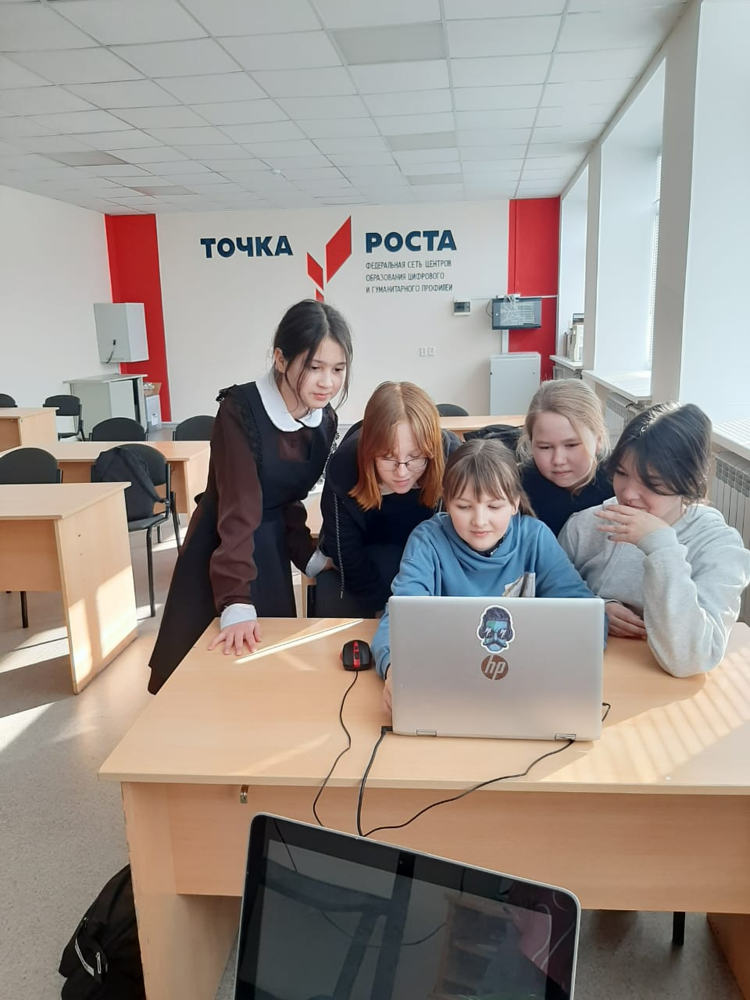 ТОЧКА РОСТА
ФЕДЕРАЛЬНАЯ СЕТЬ ЦЕНТРОВ
ОБРАЗОВАНИЯ ЦИФРОВОГО
И ГУМАНИТАРНОГО ПРОФИЛЕЙ
hp